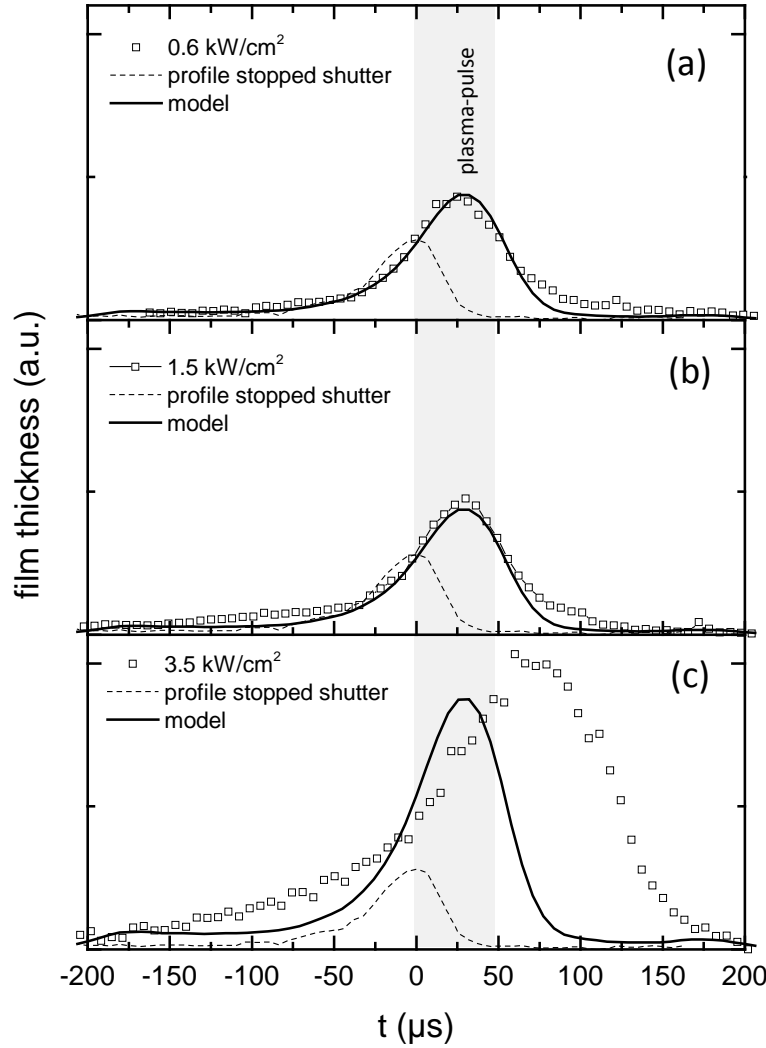 0.6 kW/cm²
profile stopped shutter
model
(a)
plasma-pulse
1.5 kW/cm²
profile stopped shutter
model
(b)
3.5 kW/cm²
profile stopped shutter
model
(c)
film thickness (a.u.)
-200 -150 -100 -50 0 50 100 150 200
t (µs)